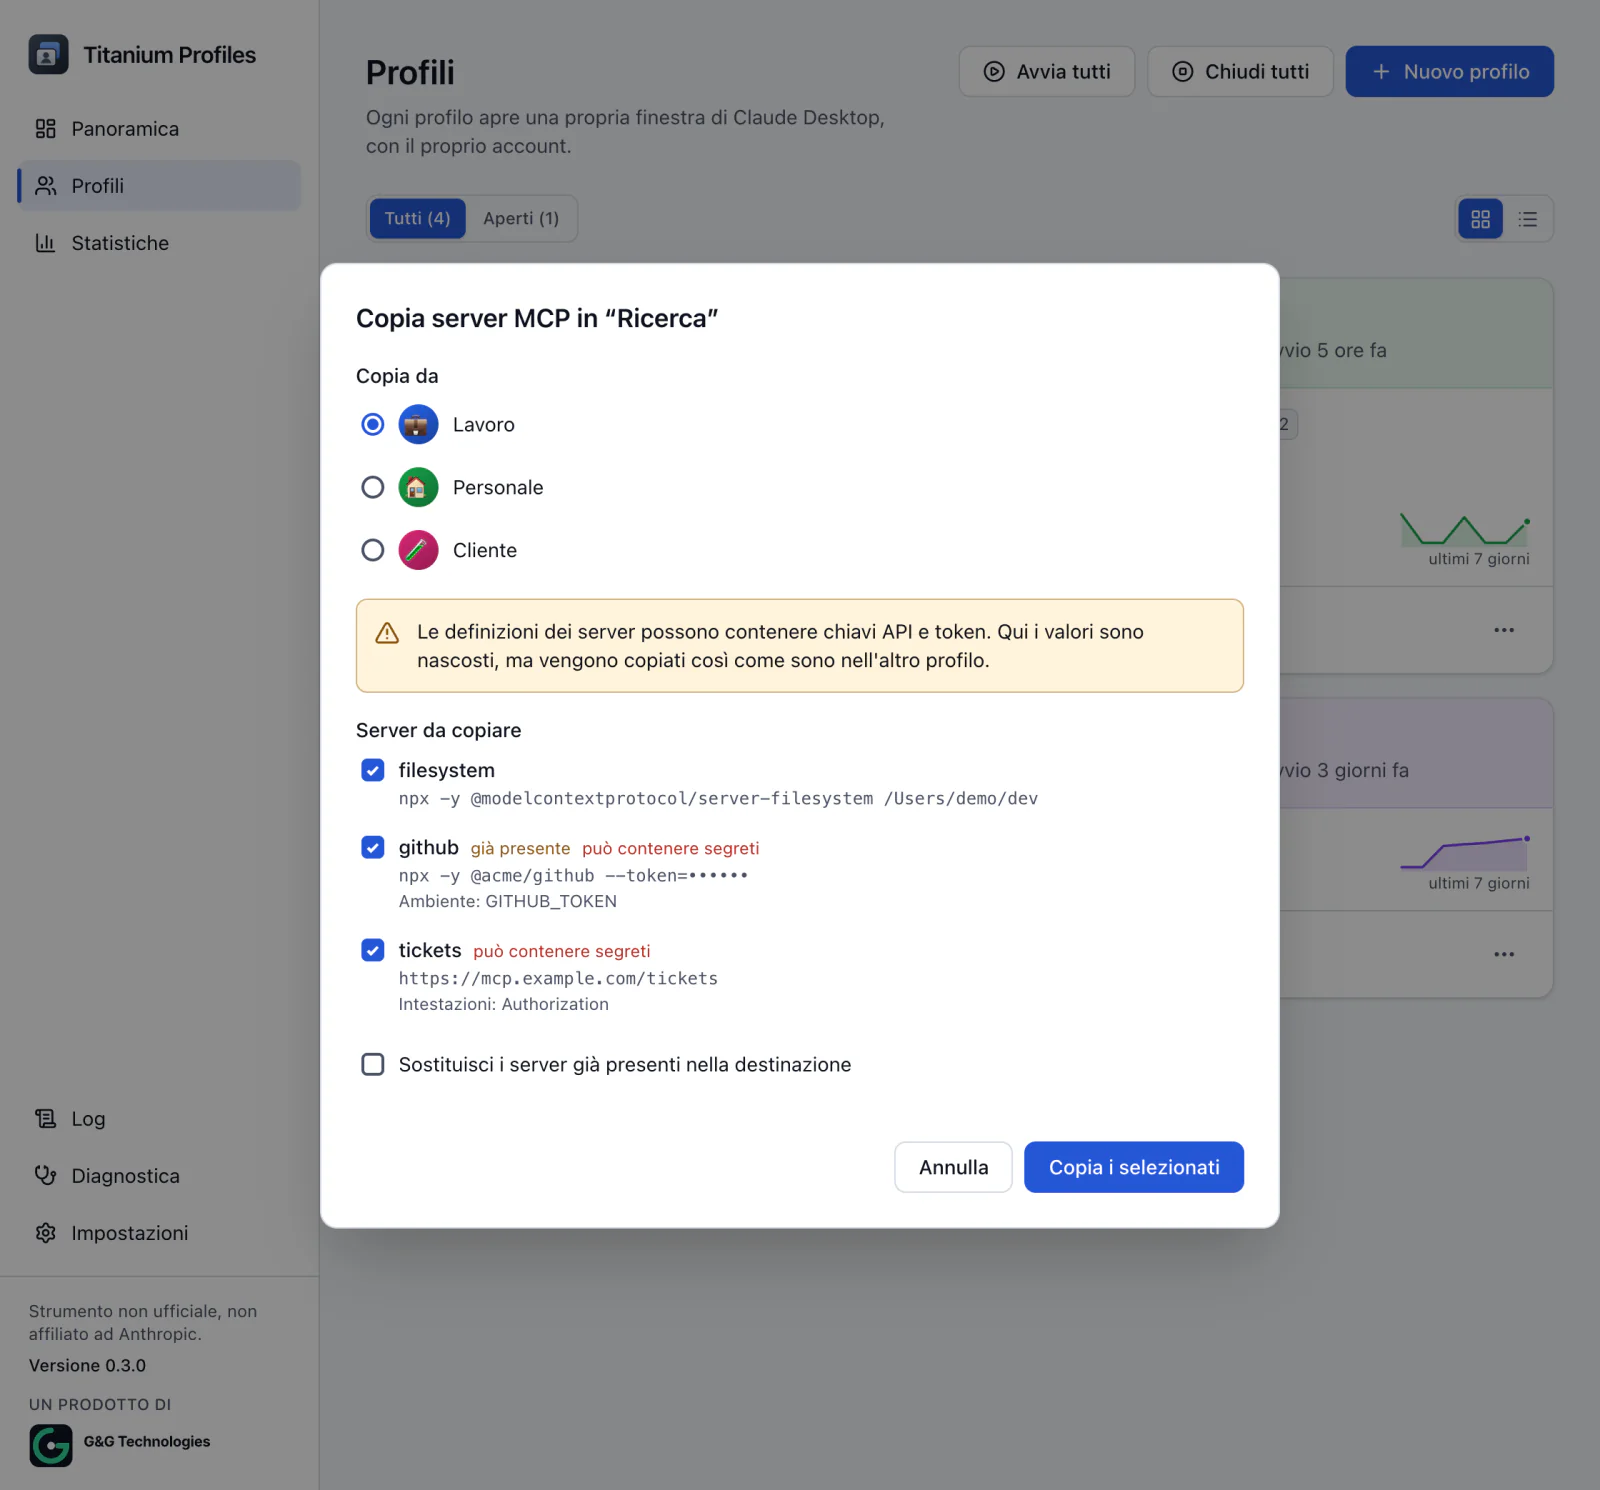 Titanium Profiles
Panoramica
Profili
Statistiche
Profili
Ogni profilo apre una propria finestra di Claude Desktop,
con il proprio account.
Avvia tutti
Chiudi tutti
+ Nuovo profilo
Tutti (4)
Aperti (1)
vvio 5 ore fa
2
ultimi 7 giorni
vvio 3 giorni fa
ultimi 7 giorni
Copia server MCP in “Ricerca”
Copia da
Lavoro
Personale
Cliente
Le definizioni dei server possono contenere chiavi API e token. Qui i valori sono
nascosti, ma vengono copiati così come sono nell'altro profilo.
Server da copiare
filesystem
npx -y @modelcontextprotocol/server-filesystem /Users/demo/dev
github già presente può contenere segreti
npx -y @acme/github --token=••••••
Ambiente: GITHUB_TOKEN
tickets può contenere segreti
https://mcp.example.com/tickets
Intestazioni: Authorization
Sostituisci i server già presenti nella destinazione
Annulla
Copia i selezionati
Log
Diagnostica
Impostazioni
Strumento non ufficiale, non
affiliato ad Anthropic.
Versione 0.3.0
UN PRODOTTO DI
G&G Technologies